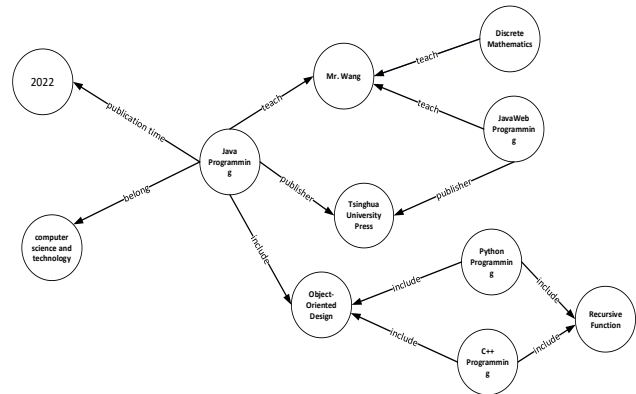 Discrete
Mathematics
teach
Mr. Wang
2022
teach
teach
publication time
JavaWeb
Programmin
g
Java
Programmin
g
belong
publisher
publisher
Tsinghua
University
Press
computer
science and
technology
include
Python
Programmin
g
include
include
Object-
Oriented
Design
Recursive
Function
include
include
C++
Programmin
g